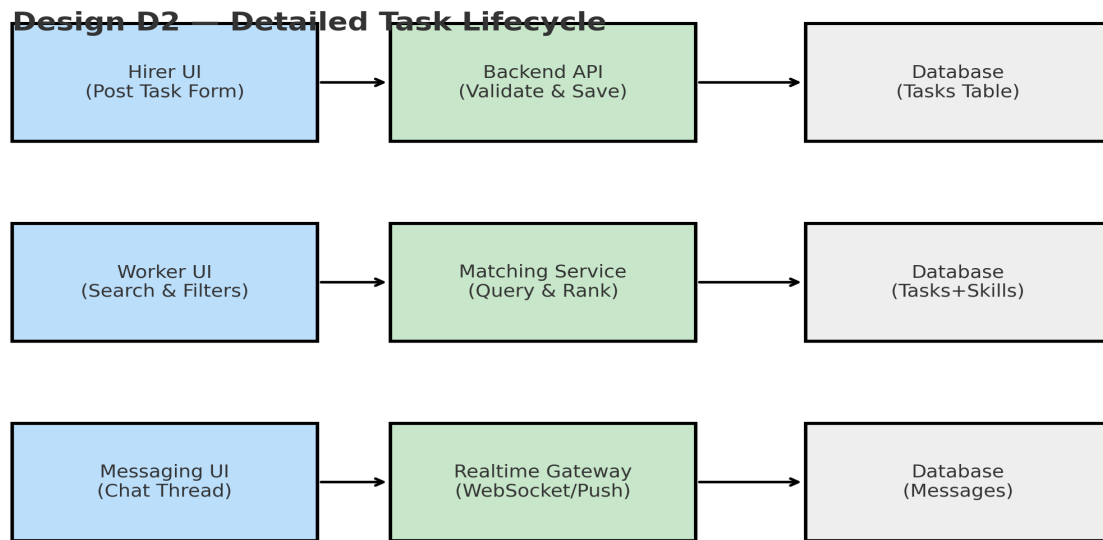 Design D2 — Detailed Task Lifecycle
Hirer UI
(Post Task Form)
Backend API
(Validate & Save)
Database
(Tasks Table)
Worker UI
(Search & Filters)
Matching Service
(Query & Rank)
Database
(Tasks+Skills)
Messaging UI
(Chat Thread)
Realtime Gateway
(WebSocket/Push)
Database
(Messages)